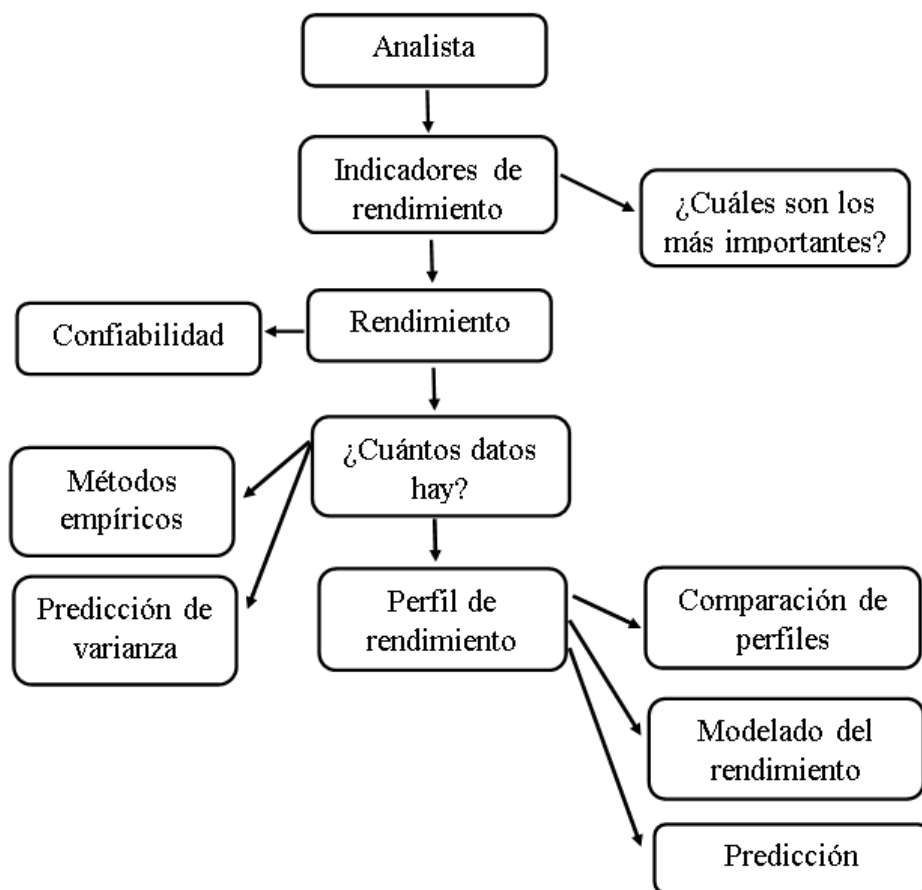 Analista
Indicadores de
rendimiento
¿Cuáles son los
más importantes?
Rendimiento
Confiabilidad
¿Cuántos datos
hay?
Métodos
empíricos
Predicción de
varianza
Perfil de
rendimiento
Comparación de
perfiles
Modelado del
rendimiento
Predicción